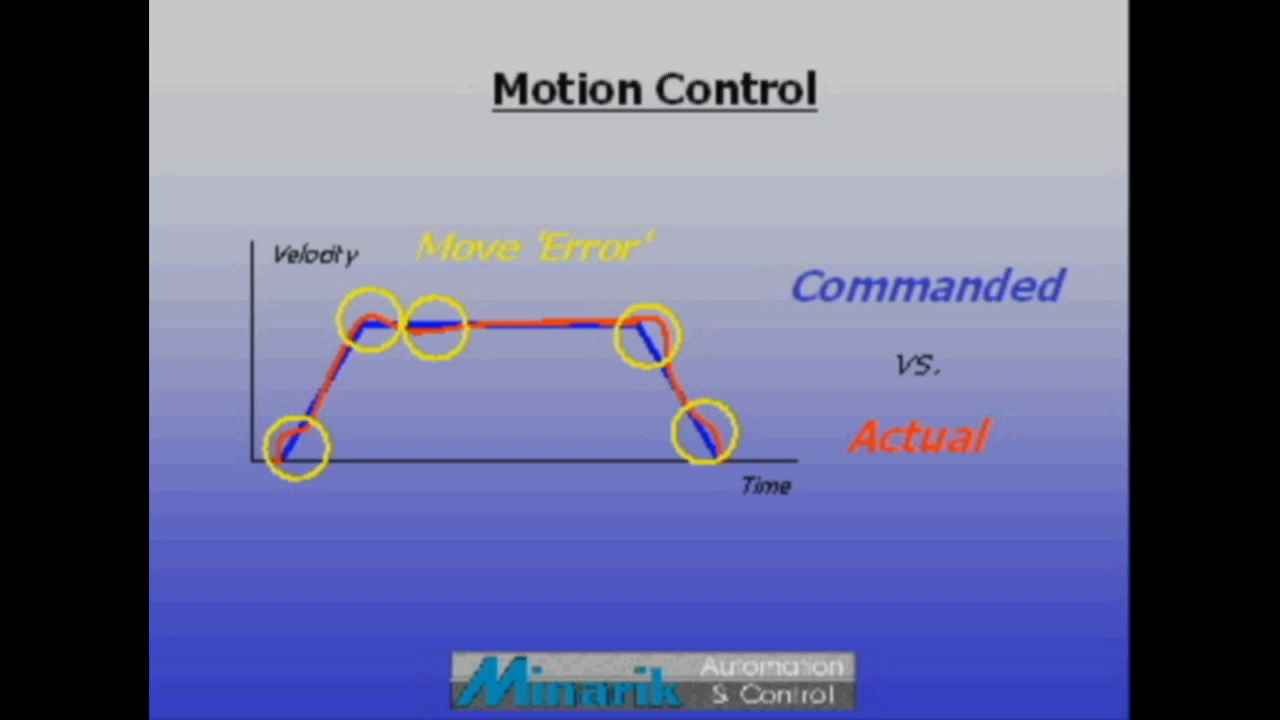 Motion Control
Velocity
Move 'Error'
Commanded
vs.
Actual
Time
Minarik
Automation
& Control